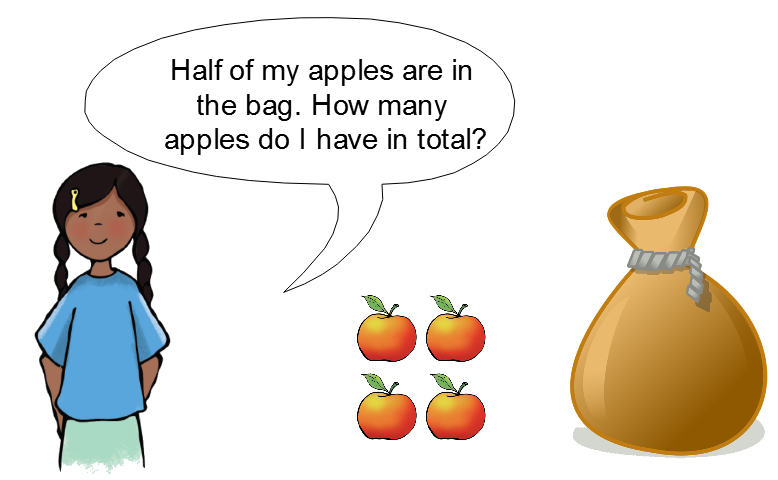 Half of my apples are in
the bag. How many
apples do I have in total?